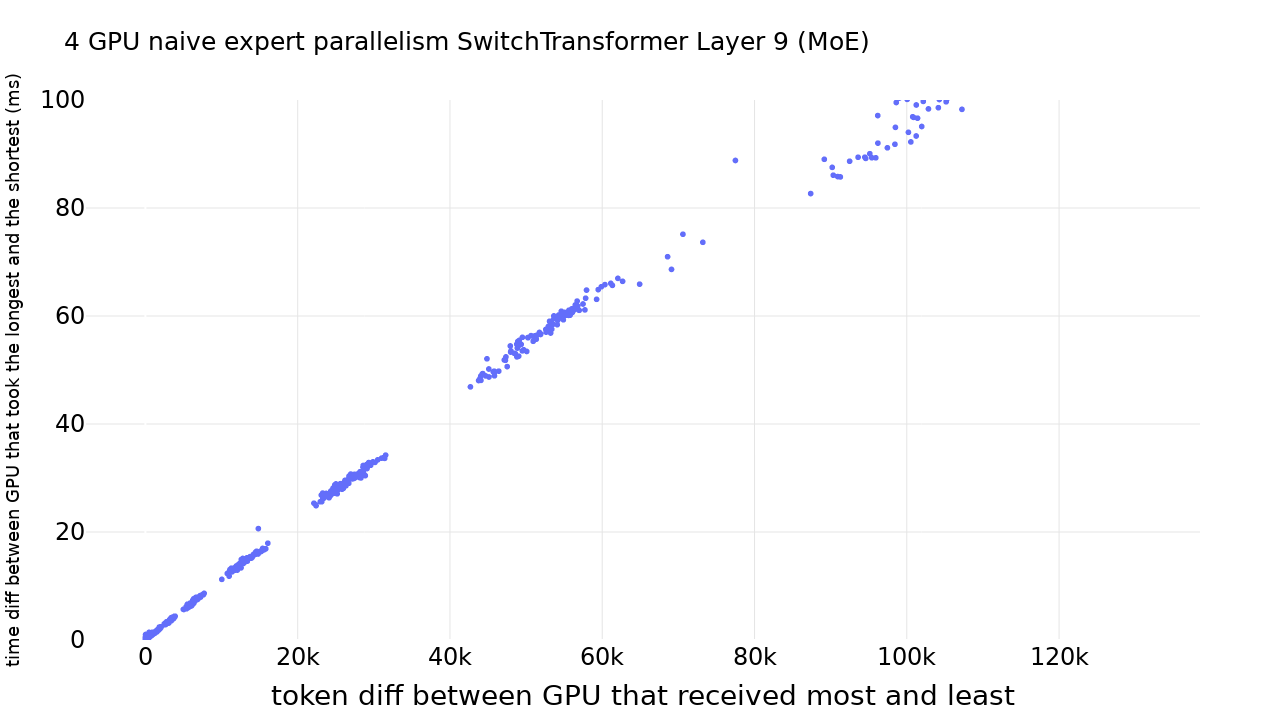 4 GPU naive expert parallelism SwitchTransformer Layer 9 (MoE)
time diff between GPU that took the longest and the shortest (ms)
100
80
60
40
20
0
0 20k 40k 60k 80k 100k 120k
token diff between GPU that received most and least